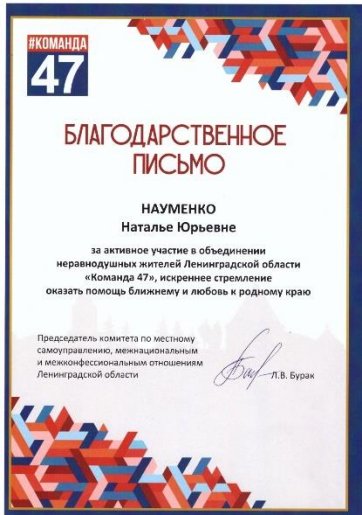 #КОМАНДА
47
БЛАГОДАРСТВЕННОЕ
ПИСЬМО
НАУМЕНКО
Наталье Юрьевне
за активное участие в объединении
неравнодушных жителей Ленинградской области
«Команда 47», искреннее стремление
оказать помощь ближнему и любовь к родному краю
Председатель комитета по местному
самоуправлению, межнациональным
и межконфессиональным отношениям
Ленинградской области
Л.В. Бурак